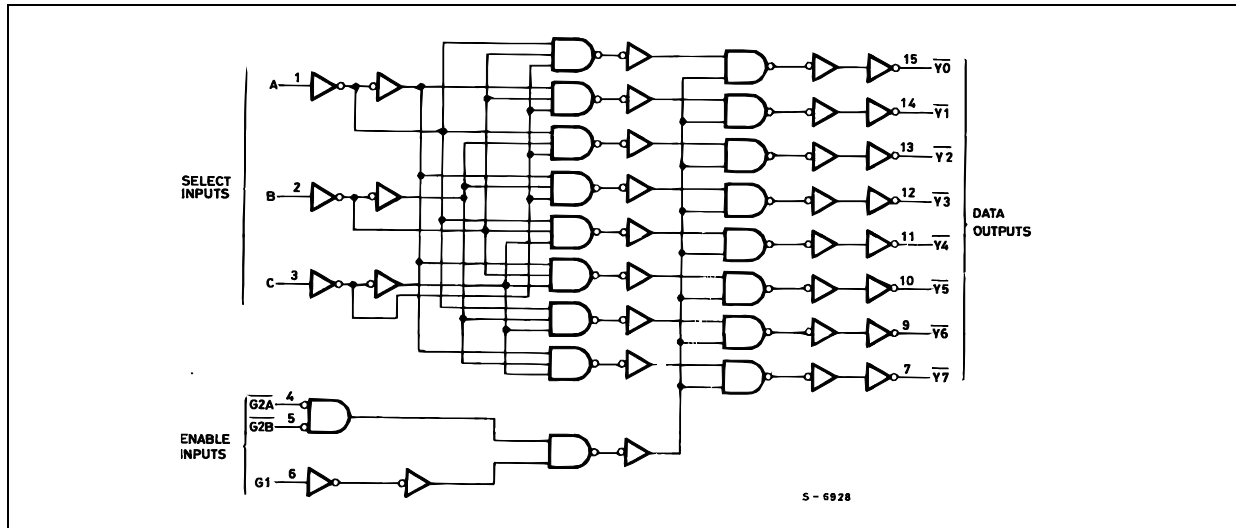 SELECT
INPUTS
A 1
B 2
C 3
ENABLE
INPUTS
G2A 4
G2B 5
G1 6
15 Y0
14 Y1
13 Y2
12 Y3
11 Y4
10 Y5
9 Y6
7 Y7
DATA
OUTPUTS
S-6928